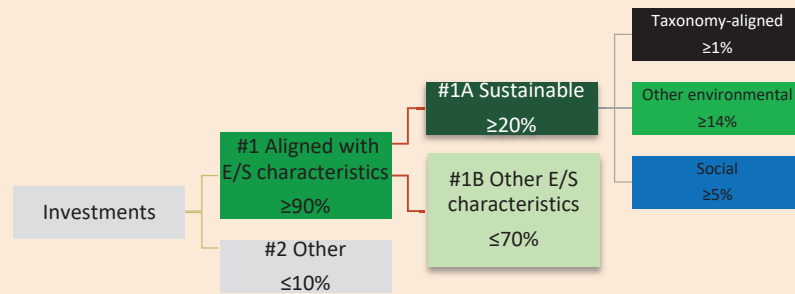 Investments
#1 Aligned with
E/S characteristics
≥90%
#2 Other
≤10%
#1A Sustainable
≥20%
#1B Other E/S
characteristics
≤70%
Taxonomy-aligned
≥1%
Other environmental
≥14%
Social
≥5%